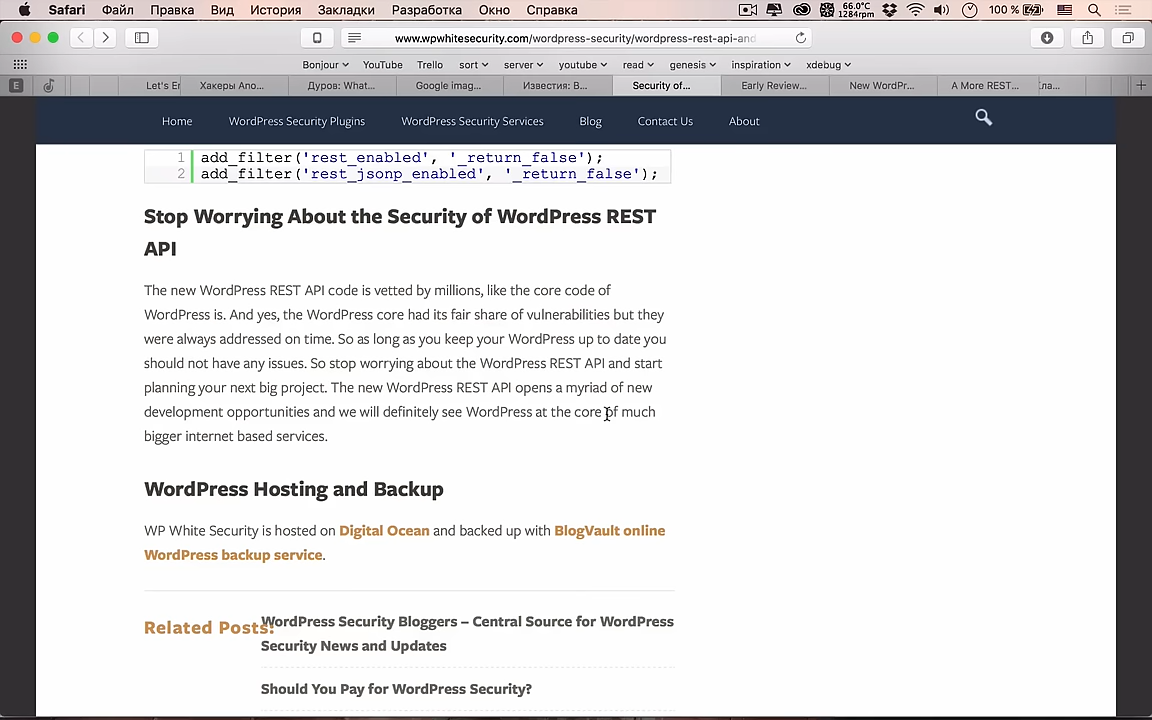 Safari Файл Правка Вид История Закладки Разработка Окно Справка 66.0°C 1284rpm 100 %
www.wpwhitesecurity.com/wordpress-security/wordpress-rest-api-and
Bonjour YouTube Trello sort server youtube read genesis inspiration xdebug
E Let's Er Хакеры Апо... Дуров: What... Google imag... Известия: В... Security of... Early Review... New WordPr... A More REST... :ла...
Home WordPress Security Plugins WordPress Security Services Blog Contact Us About
1 add_filter('rest_enabled', '_return_false');
2 add_filter('rest_jsonp_enabled', '_return_false');
Stop Worrying About the Security of WordPress REST
API
The new WordPress REST API code is vetted by millions, like the core code of
WordPress is. And yes, the WordPress core had its fair share of vulnerabilities but they
were always addressed on time. So as long as you keep your WordPress up to date you
should not have any issues. So stop worrying about the WordPress REST API and start
planning your next big project. The new WordPress REST API opens a myriad of new
development opportunities and we will definitely see WordPress at the core of much
bigger internet based services.
WordPress Hosting and Backup
WP White Security is hosted on Digital Ocean and backed up with BlogVault online
WordPress backup service.
Related Posts:
WordPress Security Bloggers – Central Source for WordPress
Security News and Updates
Should You Pay for WordPress Security?